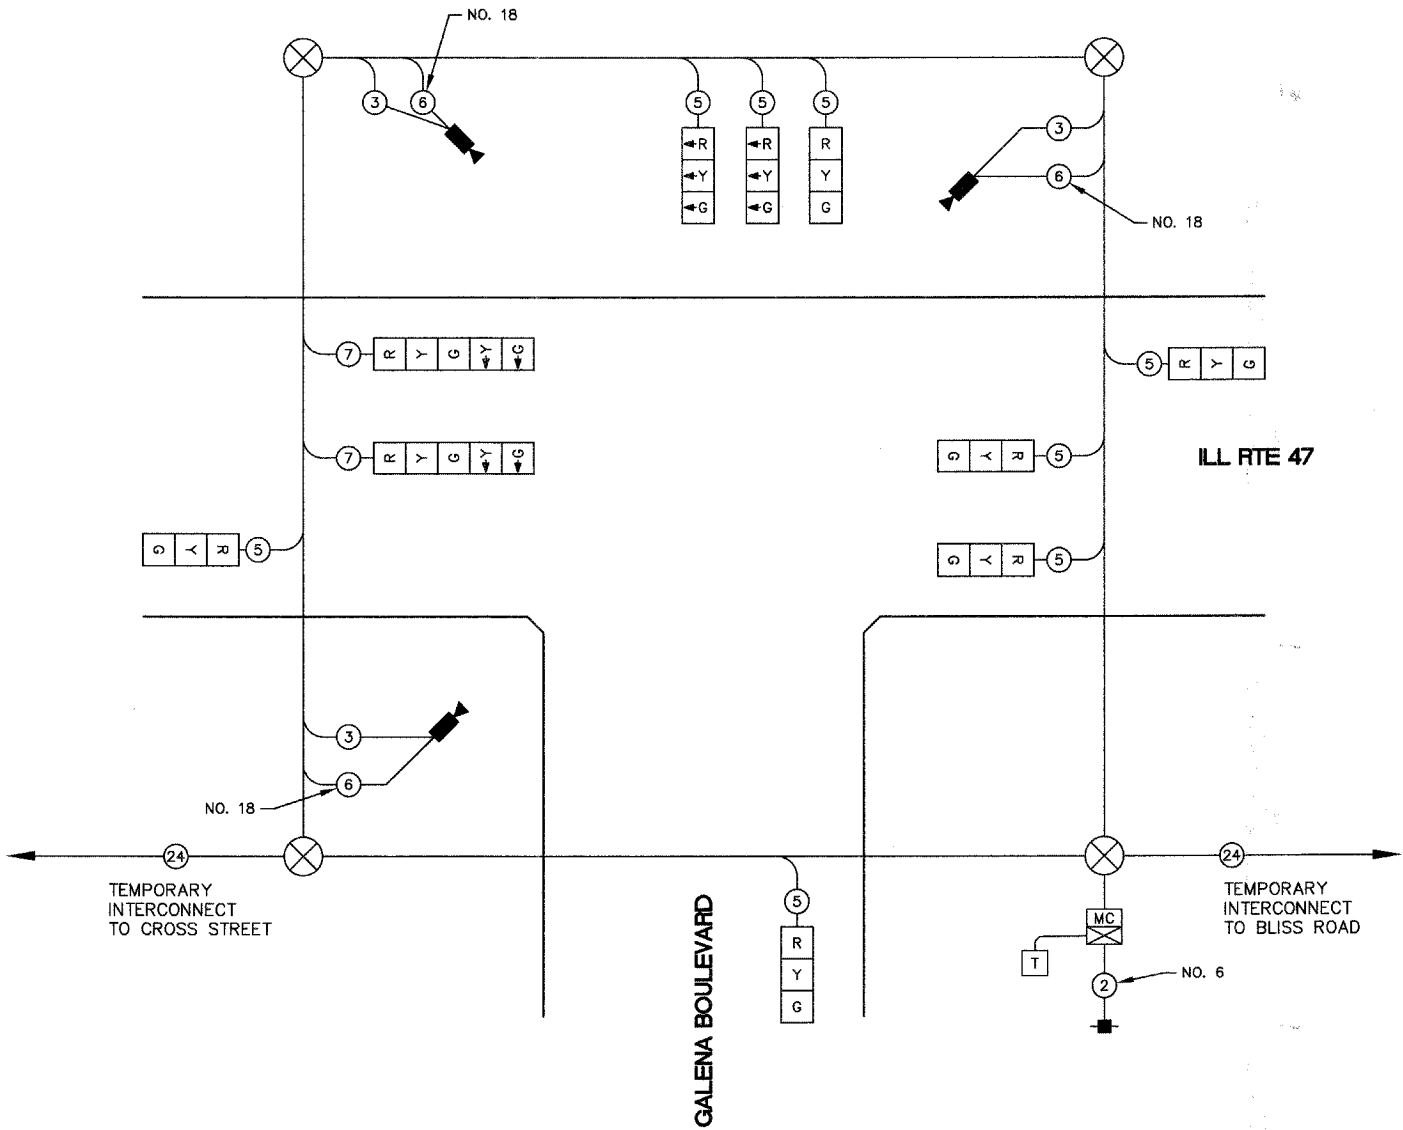 NO. 18
3
6
5
5
5
3
6
R
Y
G
R
Y
G
R
Y
G
NO. 18
7 R Y G Y G
5 R Y G
7 R Y G Y G
G Y R 5
ILL RTE 47
G Y R 5
G Y R 5
3
6
NO. 18
24
24
TEMPORARY
INTERCONNECT
TO CROSS STREET
TEMPORARY
INTERCONNECT
TO BLISS ROAD
5
R
Y
G
GALENA BOULEVARD
MC
T
2
NO. 6